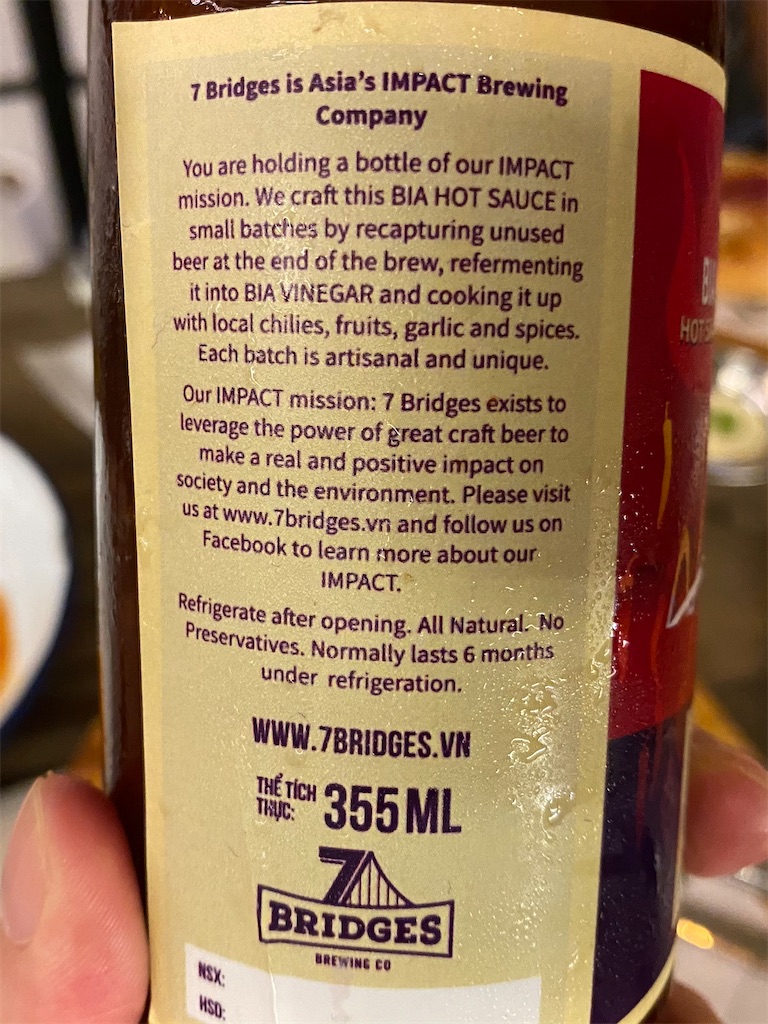 7 Bridges is Asia's IMPACT Brewing
Company
You are holding a bottle of our IMPACT
mission. We craft this BIA HOT SAUCE in
small batches by recapturing unused
beer at the end of the brew, refermenting
it into BIA VINEGAR and cooking it up
with local chilies, fruits, garlic and spices.
Each batch is artisanal and unique.
Our IMPACT mission: 7 Bridges exists to
leverage the power of great craft beer to
make a real and positive impact on
society and the environment. Please visit
us at www.7bridges.vn and follow us on
Facebook to learn more about our
IMPACT.
Refrigerate after opening. All Natural. No
Preservatives. Normally lasts 6 months
under refrigeration.
WWW.7BRIDGES.VN
THỂ TÍCH
THỰC:
355 ML
7
BRIDGES
BREWING CO
NSX:
HSD:
HOT